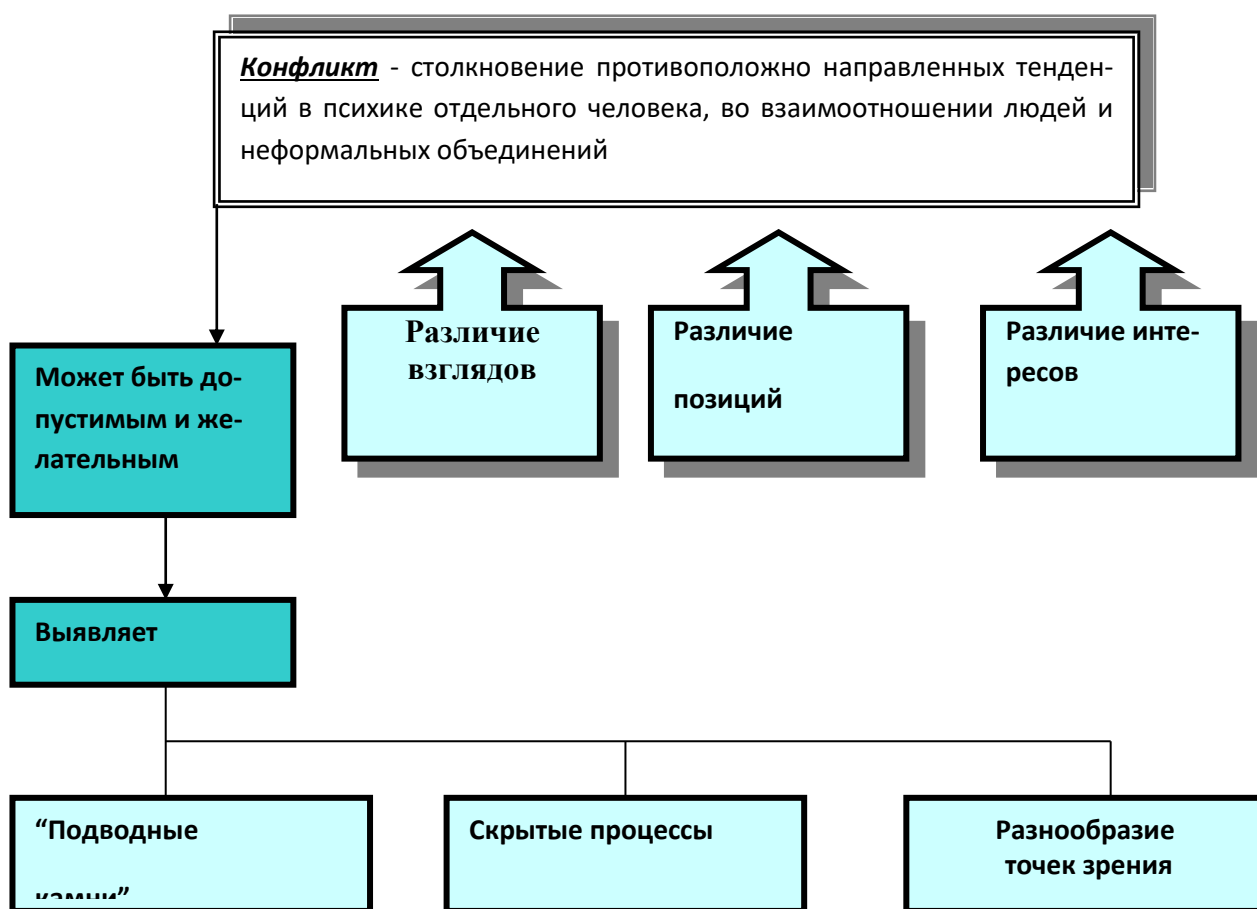 Конфликт - столкновение противоположно направленных тенден-
ций в психике отдельного человека, во взаимоотношении людей и
неформальных объединений
Различие
взглядов
Различие
позиций
Различие инте-
ресов
Может быть до-
пустимым и же-
лательным
Выявляет
“Подводные
камни”
Скрытые процессы
Разнообразие
точек зрения